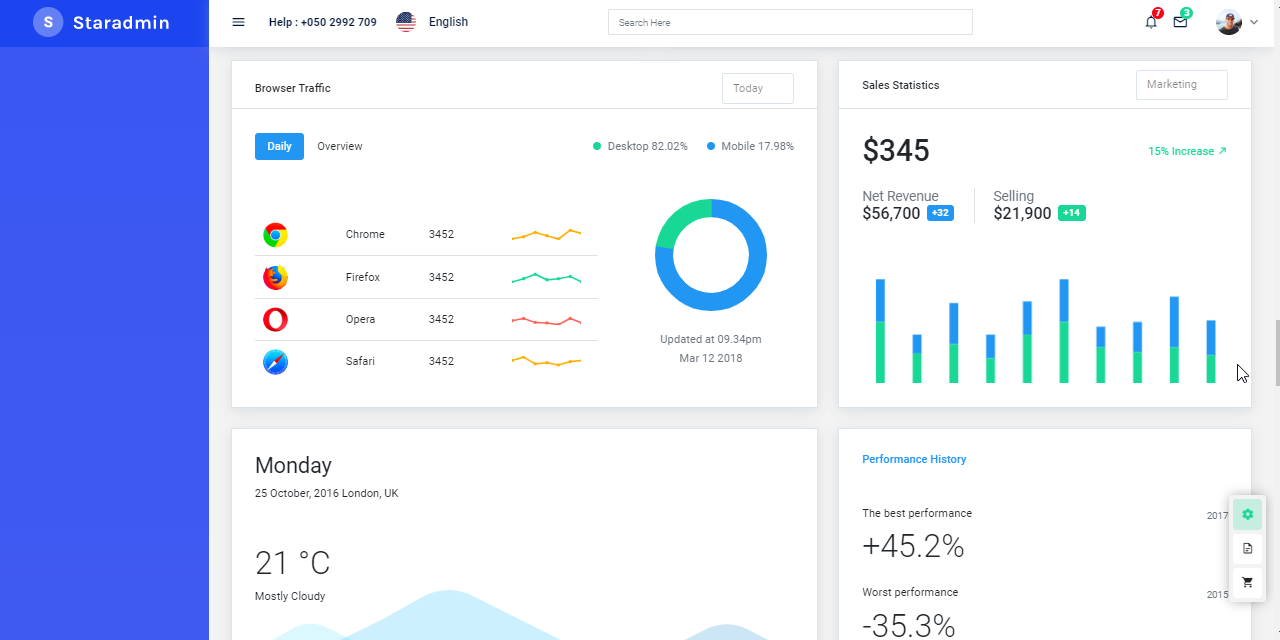 S Staradmin
Help : +050 2992 709 English Search Here 7 3
Browser Traffic Today
Daily Overview Desktop 82.02% Mobile 17.98%
Chrome 3452
Firefox 3452
Opera 3452
Safari 3452
Updated at 09.34pm
Mar 12 2018
Sales Statistics Marketing
$345 15% Increase
Net Revenue Selling
$56,700 +32 $21,900 +14
Monday
25 October, 2016 London, UK
21 °C
Mostly Cloudy
Performance History
The best performance 2017
+45.2%
Worst performance 2015
-35.3%